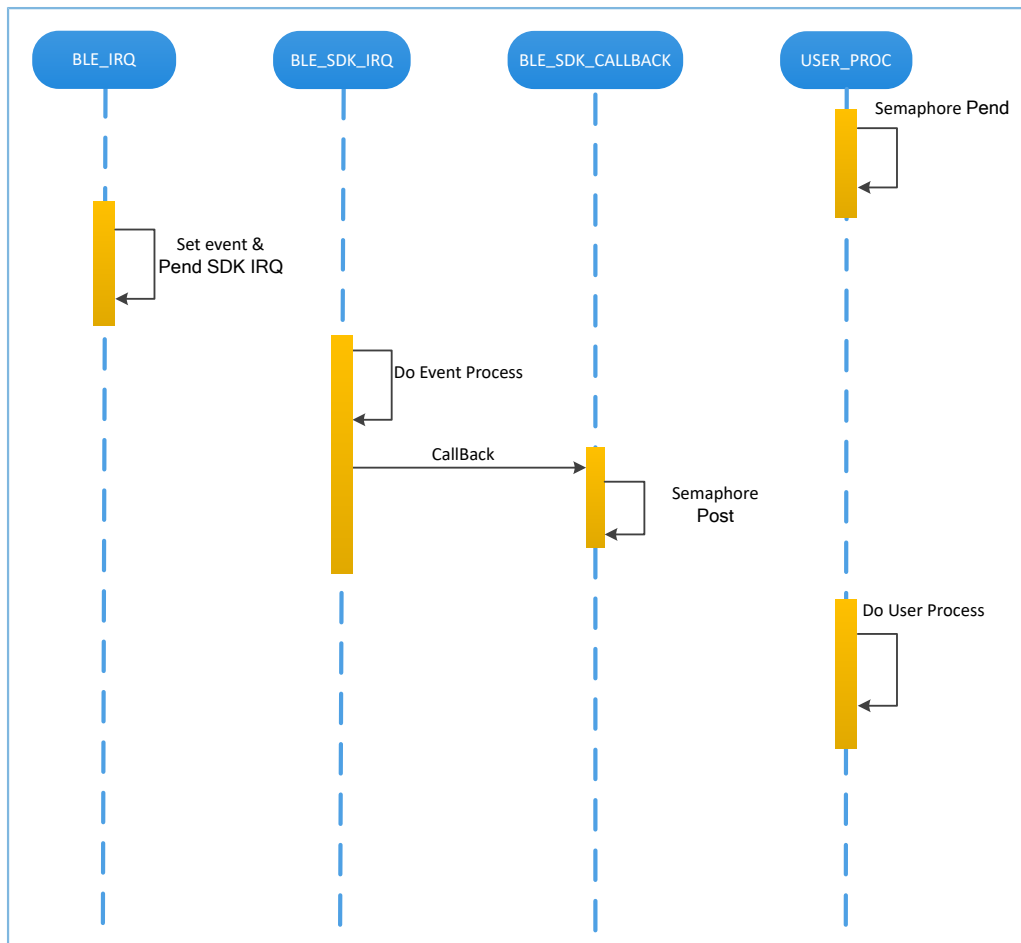 BLE_IRQ
BLE_SDK_IRQ
BLE_SDK_CALLBACK
USER_PROC
Semaphore Pend
Set event &
Pend SDK IRQ
Do Event Process
CallBack
Semaphore
Post
Do User Process